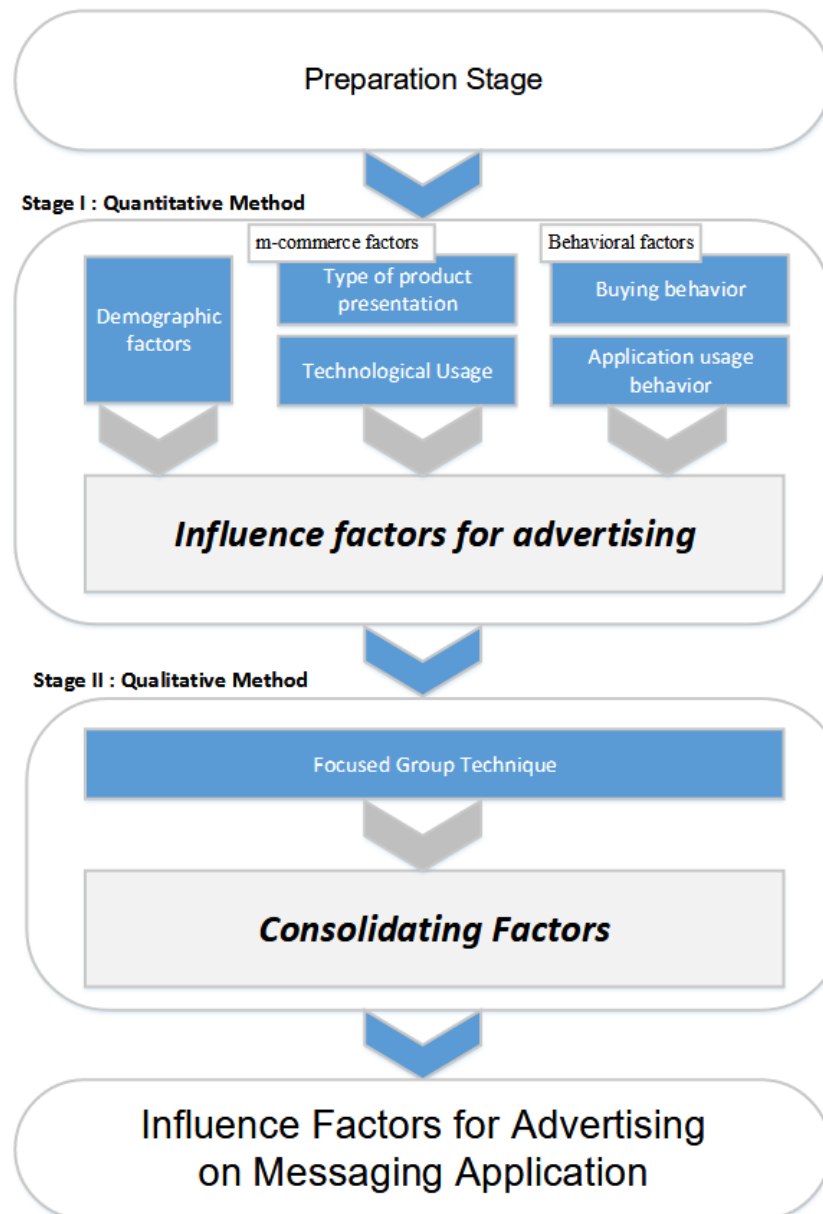 Preparation Stage
Stage I : Quantitative Method
m-commerce factors
Behavioral factors
Demographic
factors
Type of product
presentation
Buying behavior
Technological Usage
Application usage
behavior
Influence factors for advertising
Stage II : Qualitative Method
Focused Group Technique
Consolidating Factors
Influence Factors for Advertising
on Messaging Application